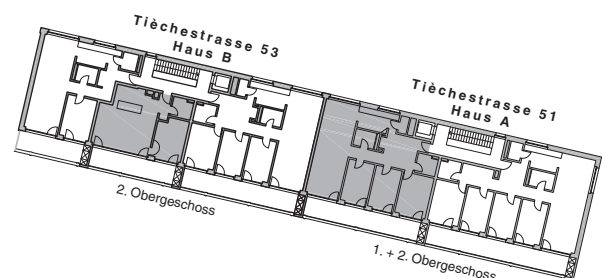 Tièchestrasse 53
Haus B
Tièchestrasse 51
Haus A
2. Obergeschoss
1. + 2. Obergeschoss